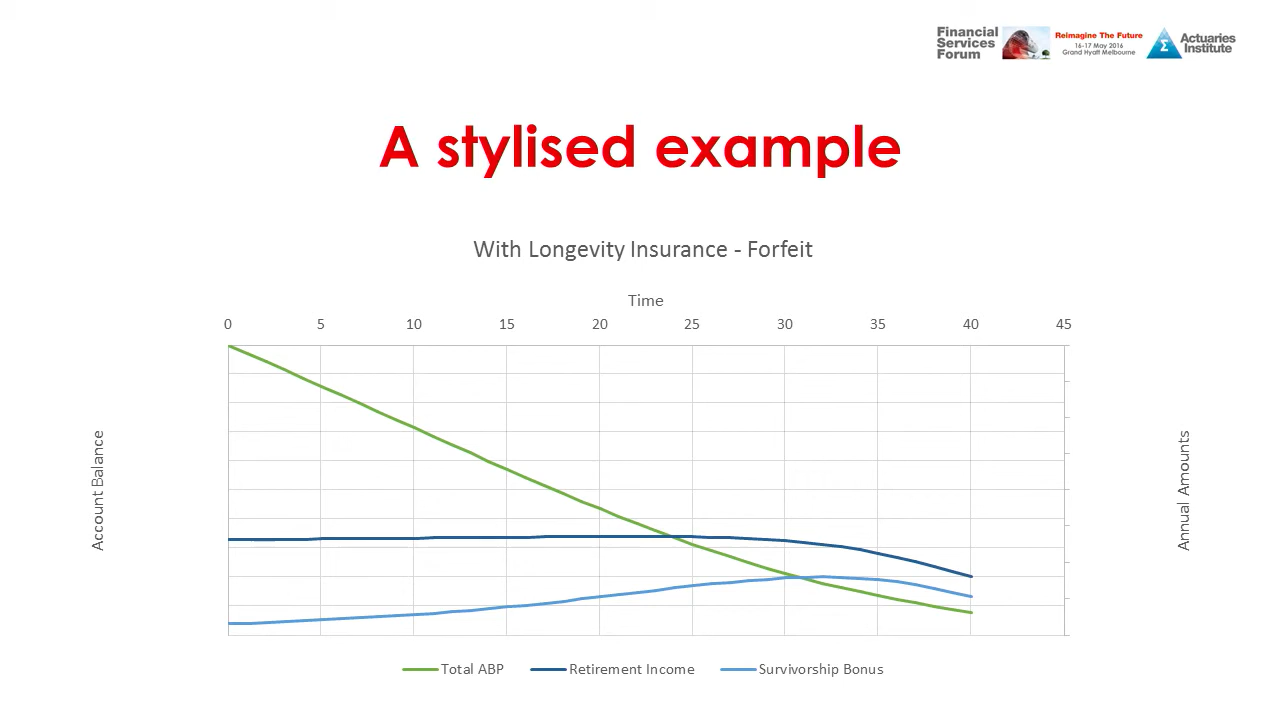 Financial
Services
Forum
Reimagine The Future
16-17 May 2016
Grand Hyatt Melbourne
Σ
Actuaries
Institute
A stylised example
With Longevity Insurance - Forfeit
Time
0 5 10 15 20 25 30 35 40 45
Account Balance
Annual Amounts
Total ABP Retirement Income Survivorship Bonus